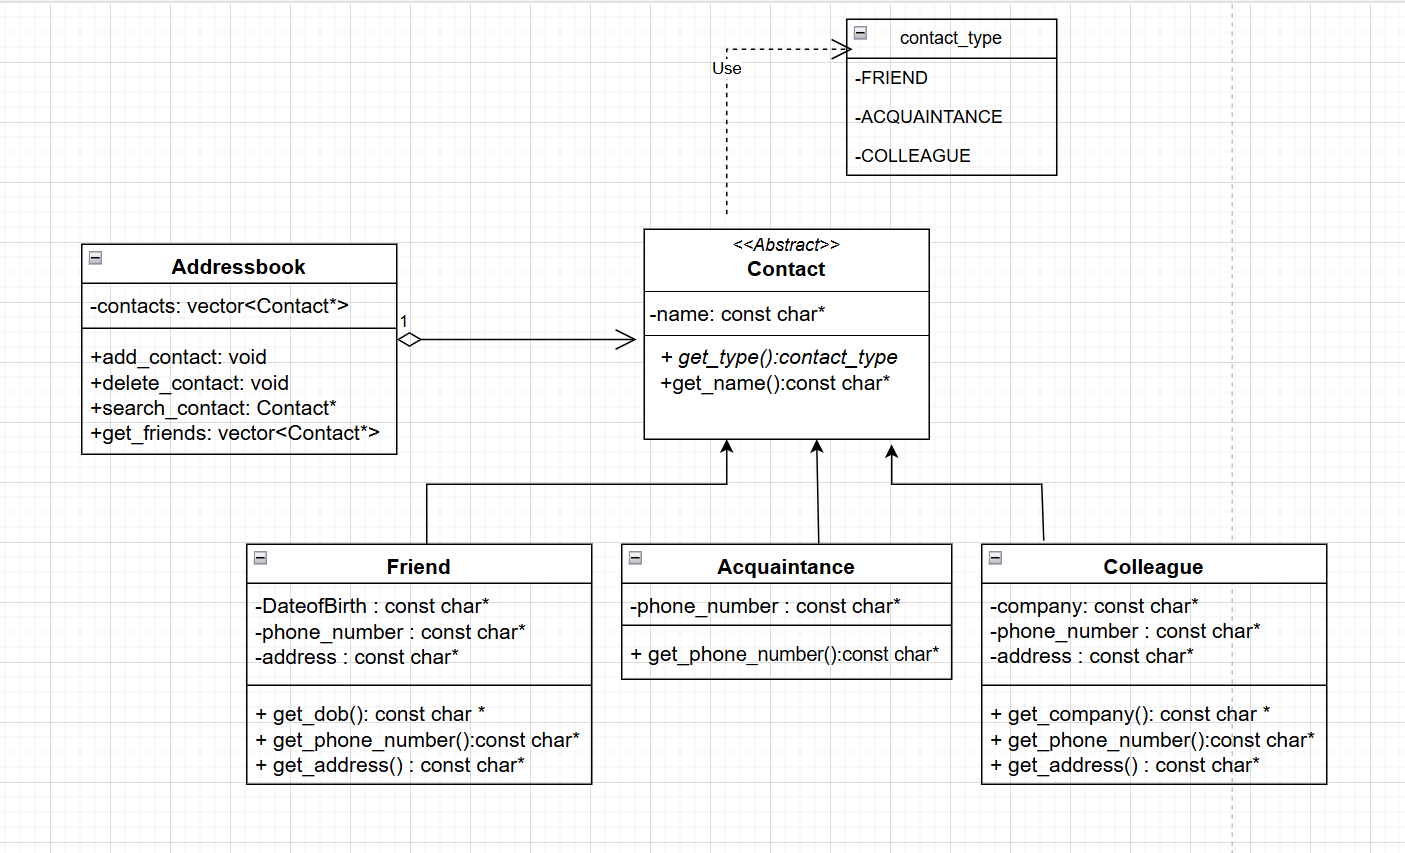 contact_type
-FRIEND
-ACQUAINTANCE
-COLLEAGUE
Use
Addressbook
-contacts: vector<Contact*>
+add_contact: void
+delete_contact: void
+search_contact: Contact*
+get_friends: vector<Contact*>
1
<<Abstract>>
Contact
-name: const char*
+ get_type():contact_type
+get_name():const char*
Friend
-DateofBirth : const char*
-phone_number : const char*
-address : const char*
+ get_dob(): const char *
+ get_phone_number():const char*
+ get_address() : const char*
Acquaintance
-phone_number : const char*
+ get_phone_number():const char*
Colleague
-company: const char*
-phone_number : const char*
-address : const char*
+ get_company(): const char *
+ get_phone_number():const char*
+ get_address() : const char*